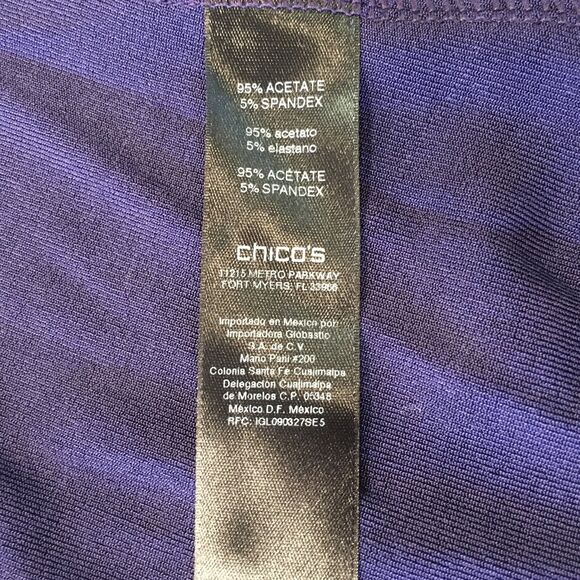 95% ACETATE
5% SPANDEX
95% acetato
5% elastano
95% ACÉTATE
5% SPANDEX
chico's
11215 METRO PARKWAY
FORT MYERS, FL 33966
Importado en México por:
Importadora Globastic
S.A. de C.V.
Mario Pani #200
Colonia Santa Fe Cuajimalpa
Delegación Cuajimalpa
de Morelos C.P. 05348
México D.F. México
RFC: IGL090327SE5